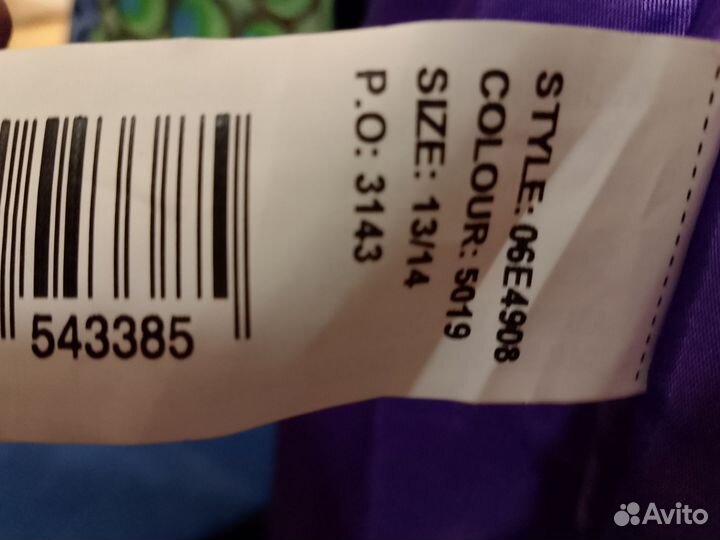 STYLE: 06E4908
COLOUR: 5019
SIZE: 13/14
P.O: 3143
543385
Avito